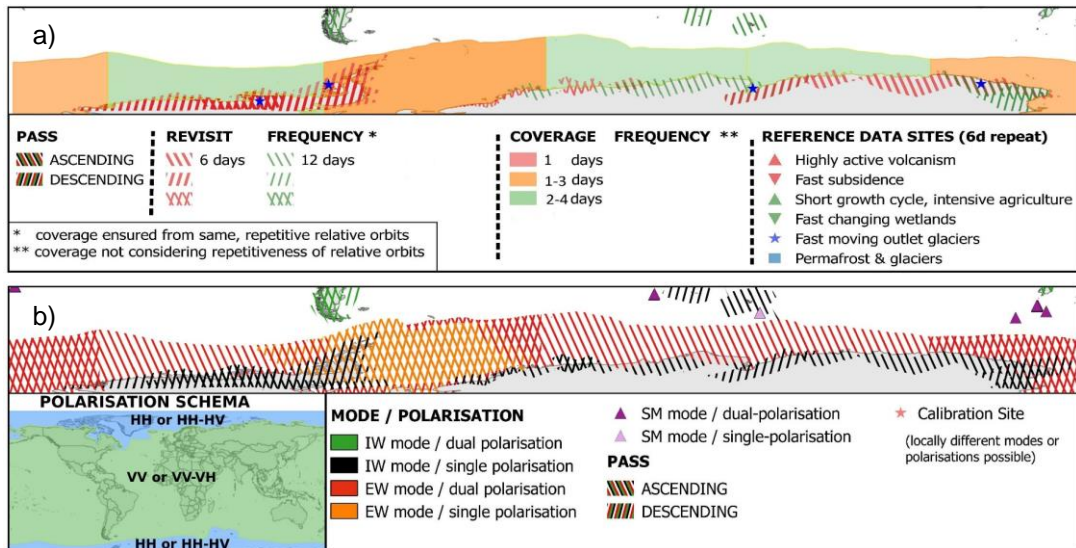 a)
PASS
ASCENDING
DESCENDING
REVISIT FREQUENCY *
6 days 12 days
COVERAGE FREQUENCY **
1 days
1-3 days
2-4 days
REFERENCE DATA SITES (6d repeat)
Highly active volcanism
Fast subsidence
Short growth cycle, intensive agriculture
Fast changing wetlands
Fast moving outlet glaciers
Permafrost & glaciers
* coverage ensured from same, repetitive relative orbits
** coverage not considering repetitiveness of relative orbits
b)
POLARISATION SCHEMA
HH or HH-HV
VV or VV-VH
HH or HH-HV
MODE / POLARISATION
IW mode / dual polarisation
IW mode / single polarisation
EW mode / dual polarisation
EW mode / single polarisation
SM mode / dual-polarisation
SM mode / single-polarisation
PASS
ASCENDING
DESCENDING
Calibration Site
(locally different modes or
polarisations possible)